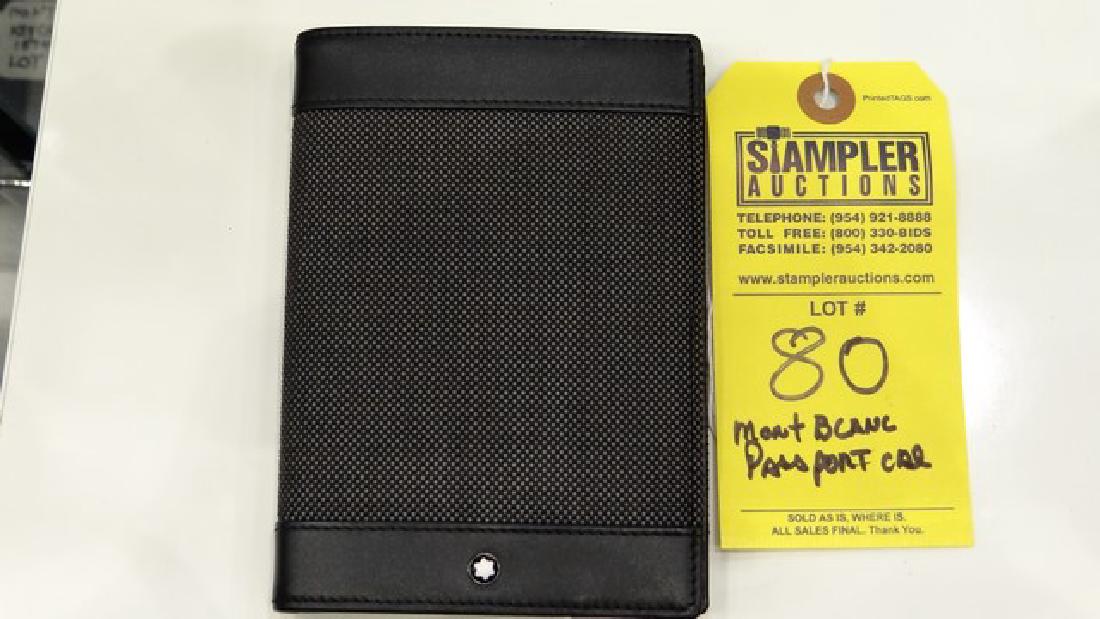 PrintedTAGS.com
STAMPLER
AUCTIONS
TELEPHONE: (954) 921-8888
TOLL FREE: (800) 330-BIDS
FACSIMILE: (954) 342-2080
www.stamplerauctions.com
LOT #
80
Mont BLANC
PASSPORT
SOLD AS IS, WHERE IS.
ALL SALES FINAL. Thank You.
LOT